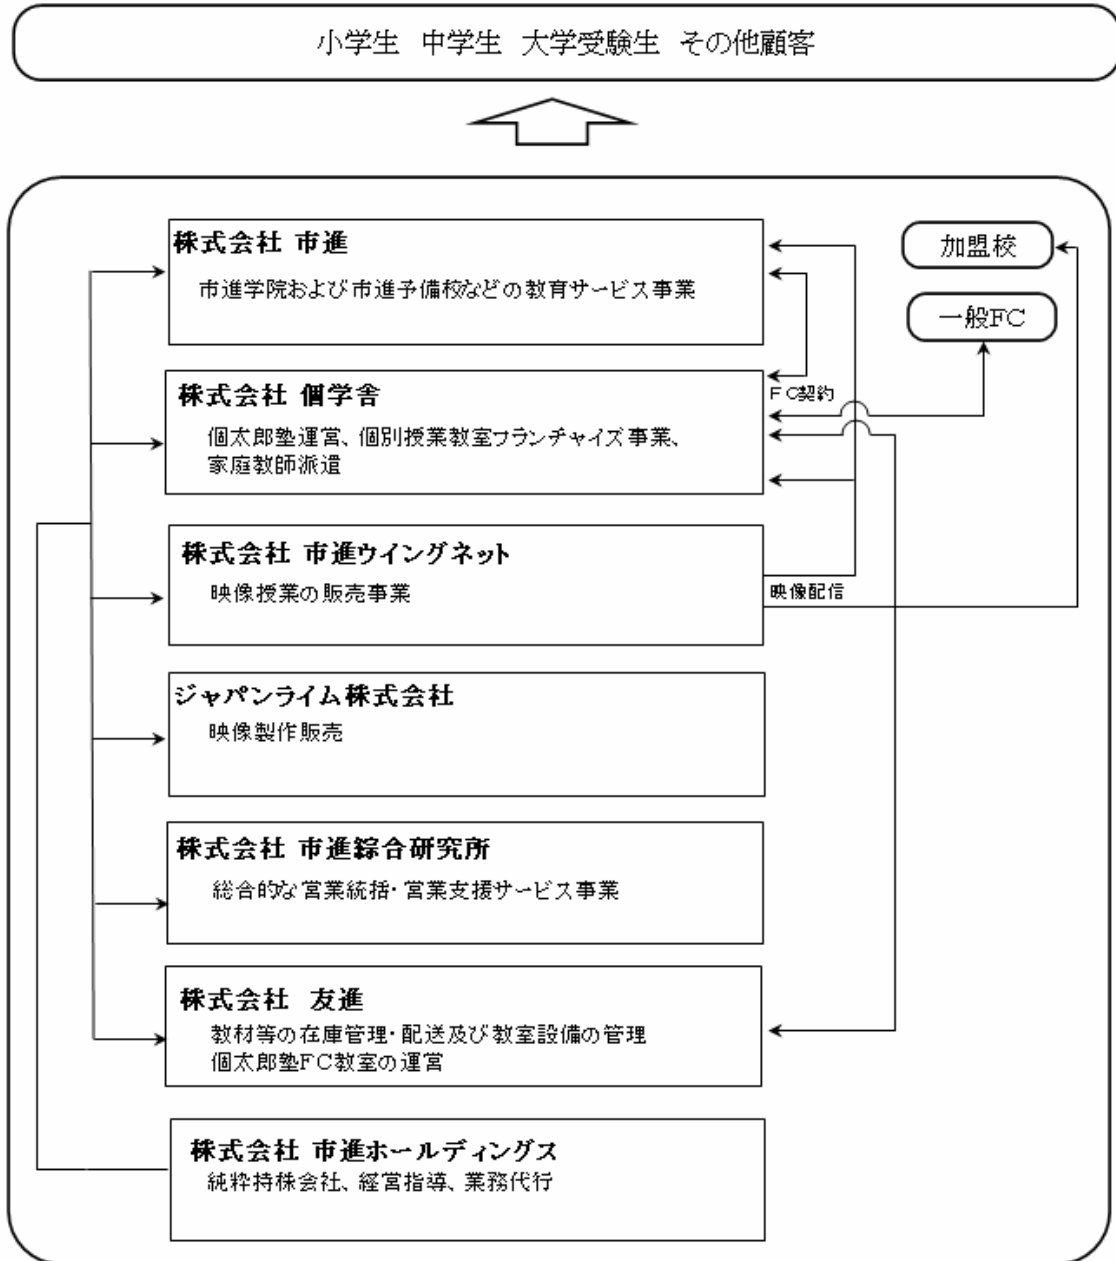 小学生 中学生 大学受験生 その他顧客
株式会社 市進
市進学院および市進予備校などの教育サービス事業
加盟校
一般FC
株式会社 個学舎
個太郎塾運営、個別授業教室フランチャイズ事業、
家庭教師派遣
FC契約
株式会社 市進ウイングネット
映像授業の販売事業
映像配信
ジャパンライム株式会社
映像製作販売
株式会社 市進綜合研究所
総合的な営業統括・営業支援サービス事業
株式会社 友進
教材等の在庫管理・配送及び教室設備の管理
個太郎塾FC教室の運営
株式会社 市進ホールディングス
純粋持株会社、経営指導、業務代行